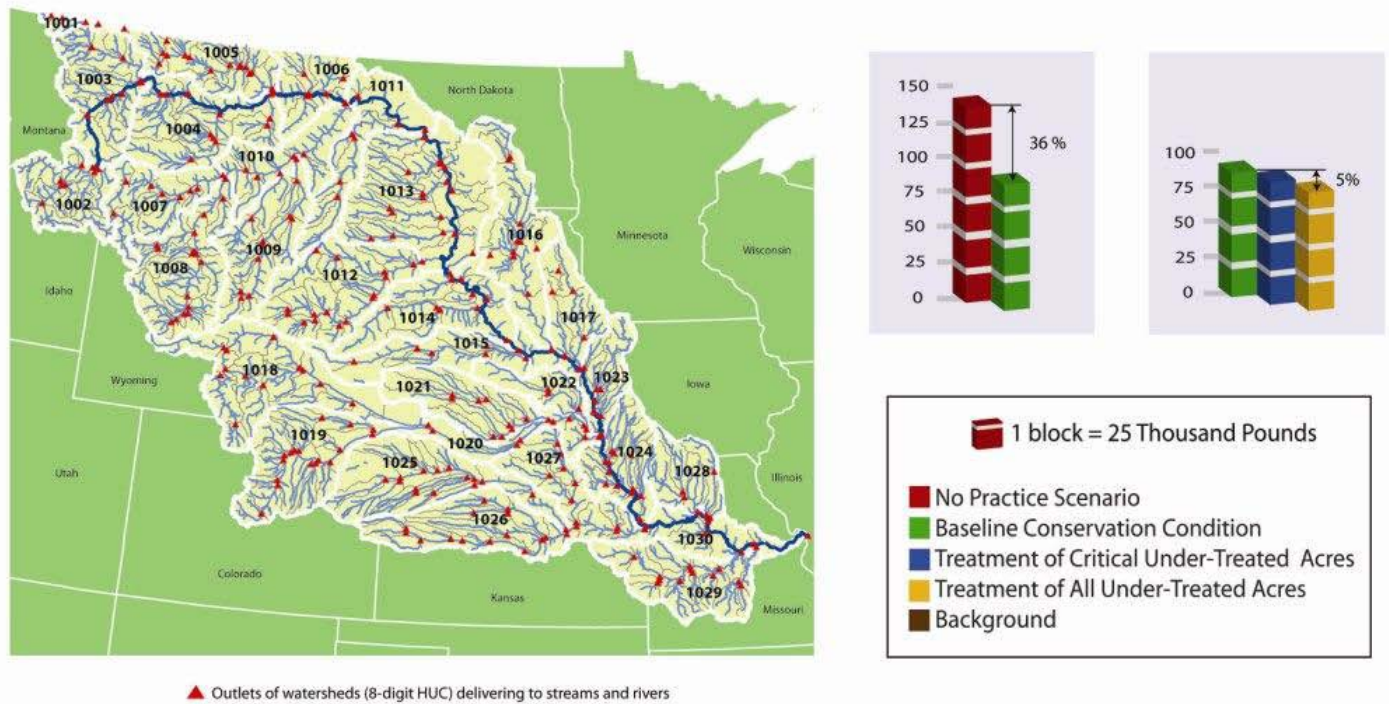 1001
1005
1006
1003
1011
North Dakota
Montana
1004
1010
1013
1002
1007
1016
Minnesota
Wisconsin
1009
1008
1012
Idaho
1014
1017
1015
Wyoming
1018
1021
1022
1023
Iowa
1019
1020
1024
1025
1027
1028
Utah
Illinois
1026
1030
Colorado
Kansas
1029
Missouri
▲ Outlets of watersheds (8-digit HUC) delivering to streams and rivers
150
125
100
75
50
25
0
36 %
100
75
50
25
0
5%
1 block = 25 Thousand Pounds
No Practice Scenario
Baseline Conservation Condition
Treatment of Critical Under-Treated Acres
Treatment of All Under-Treated Acres
Background